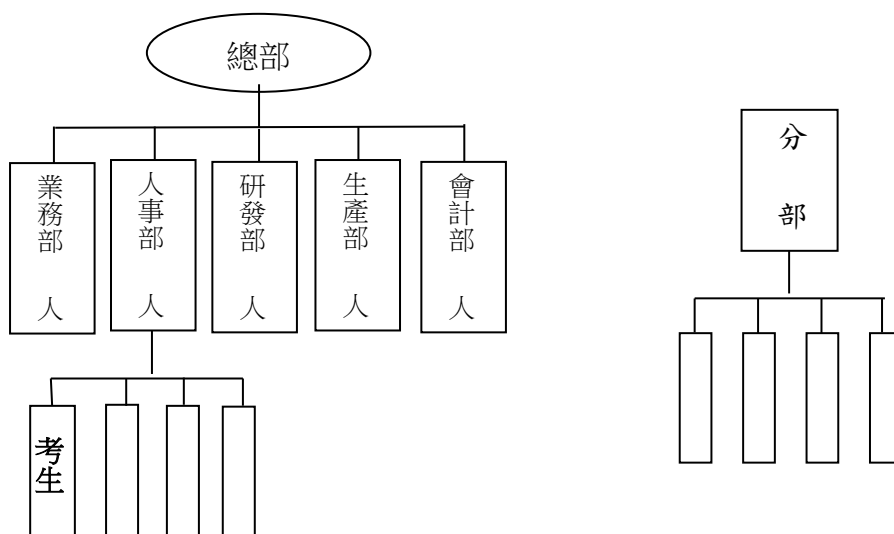 總部
分部
業務部 人
人事部 人
研發部 人
生產部 人
會計部 人
考生